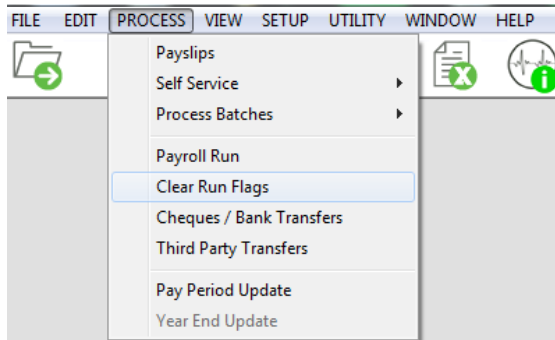 FILE EDIT PROCESS VIEW SETUP UTILITY WINDOW HELP
Payslips
Self Service
Process Batches
Payroll Run
Clear Run Flags
Cheques / Bank Transfers
Third Party Transfers
Pay Period Update
Year End Update